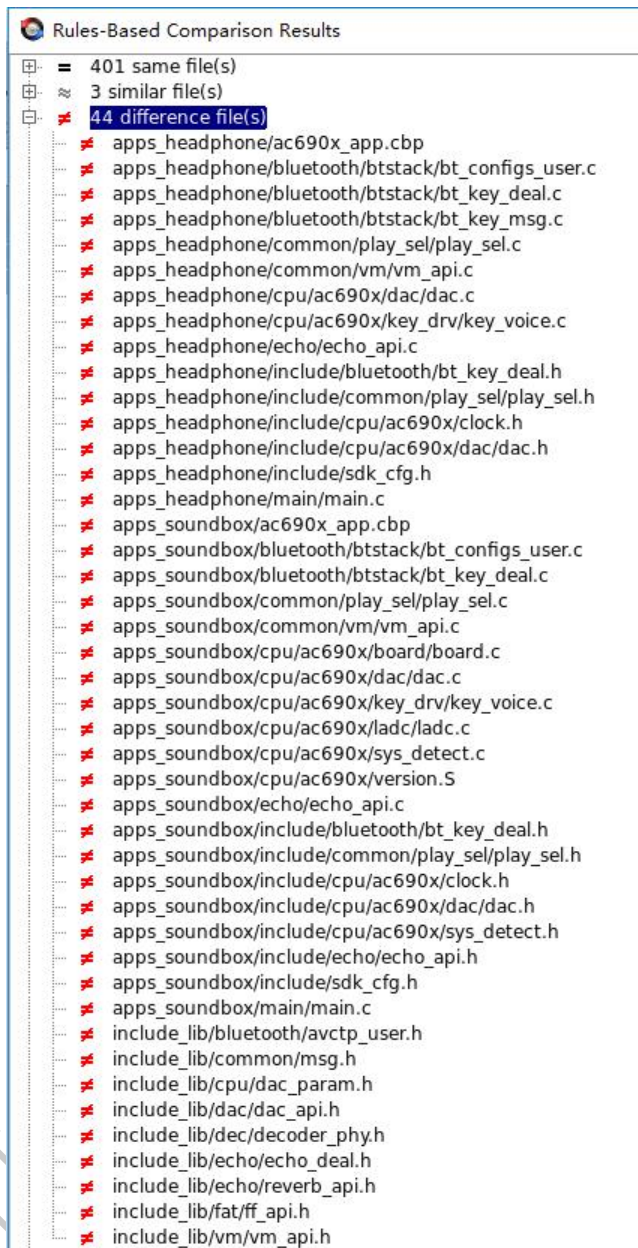 Rules-Based Comparison Results
= 401 same file(s)
≈ 3 similar file(s)
≠ 44 difference file(s)
≠ apps_headphone/ac690x_app.cbp
≠ apps_headphone/bluetooth/btstack/bt_configs_user.c
≠ apps_headphone/bluetooth/btstack/bt_key_deal.c
≠ apps_headphone/bluetooth/btstack/bt_key_msg.c
≠ apps_headphone/common/play_sel/play_sel.c
≠ apps_headphone/common/vm/vm_api.c
≠ apps_headphone/cpu/ac690x/dac/dac.c
≠ apps_headphone/cpu/ac690x/key_drv/key_voice.c
≠ apps_headphone/echo/echo_api.c
≠ apps_headphone/include/bluetooth/bt_key_deal.h
≠ apps_headphone/include/common/play_sel/play_sel.h
≠ apps_headphone/include/cpu/ac690x/clock.h
≠ apps_headphone/include/cpu/ac690x/dac/dac.h
≠ apps_headphone/include/sdk_cfg.h
≠ apps_headphone/main/main.c
≠ apps_soundbox/ac690x_app.cbp
≠ apps_soundbox/bluetooth/btstack/bt_configs_user.c
≠ apps_soundbox/bluetooth/btstack/bt_key_deal.c
≠ apps_soundbox/common/play_sel/play_sel.c
≠ apps_soundbox/common/vm/vm_api.c
≠ apps_soundbox/cpu/ac690x/board/board.c
≠ apps_soundbox/cpu/ac690x/dac/dac.c
≠ apps_soundbox/cpu/ac690x/key_drv/key_voice.c
≠ apps_soundbox/cpu/ac690x/ladc/ladc.c
≠ apps_soundbox/cpu/ac690x/sys_detect.c
≠ apps_soundbox/cpu/ac690x/version.S
≠ apps_soundbox/echo/echo_api.c
≠ apps_soundbox/include/bluetooth/bt_key_deal.h
≠ apps_soundbox/include/common/play_sel/play_sel.h
≠ apps_soundbox/include/cpu/ac690x/clock.h
≠ apps_soundbox/include/cpu/ac690x/dac/dac.h
≠ apps_soundbox/include/cpu/ac690x/sys_detect.h
≠ apps_soundbox/include/echo/echo_api.h
≠ apps_soundbox/include/sdk_cfg.h
≠ apps_soundbox/main/main.c
≠ include_lib/bluetooth/avctp_user.h
≠ include_lib/common/msg.h
≠ include_lib/cpu/dac_param.h
≠ include_lib/dac/dac_api.h
≠ include_lib/dec/decoder_phy.h
≠ include_lib/echo/echo_deal.h
≠ include_lib/echo/reverb_api.h
≠ include_lib/fat/ff_api.h
≠ include_lib/vm/vm_api.h